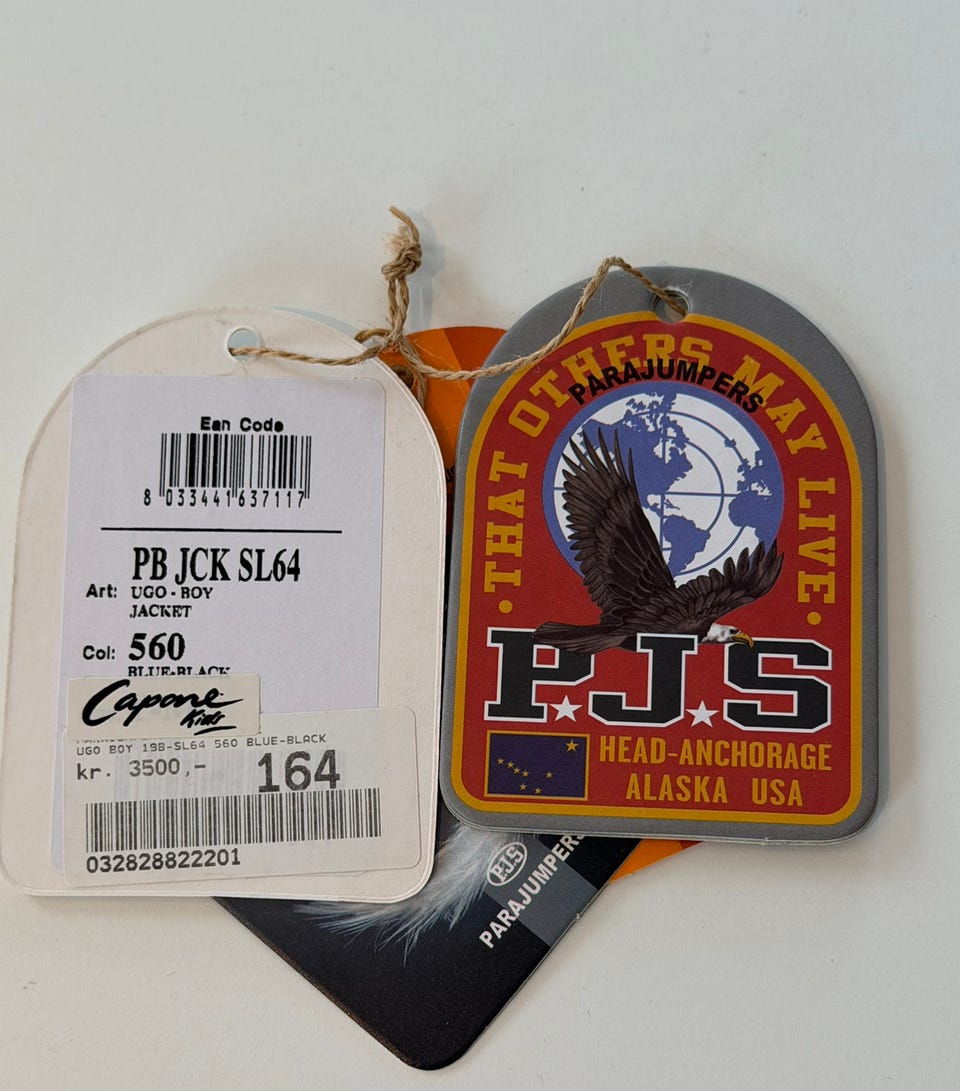 Ean Code
8 033441 637117
PB JCK SL64
Art: UGO - BOY
JACKET
Col: 560
BLUE-BLACK
Capone
Kids
UGO BOY 19B-SL64 560 BLUE-BLACK
kr. 3500,- 164
032828822201
• THAT OTHERS MAY LIVE •
PARAJUMPERS
P.J.S
HEAD-ANCHORAGE
ALASKA USA
PJS
PARAJUMPERS